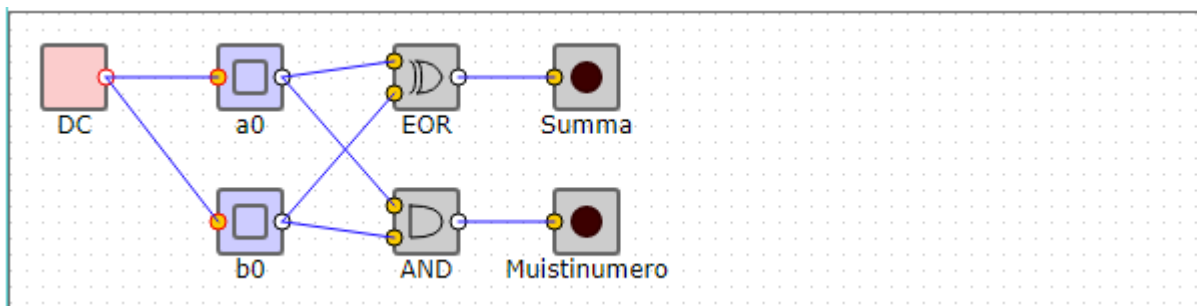 DC
a0
EOR
Summa
b0
AND
Muistinumero